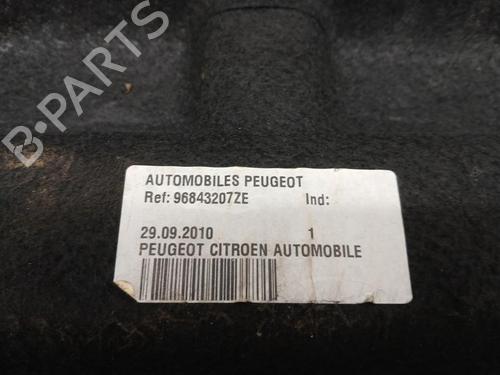 AUTOMOBILES PEUGEOT
Ref: 96843207ZE Ind:
29.09.2010 1
PEUGEOT CITROEN AUTOMOBILE
B-PARTS